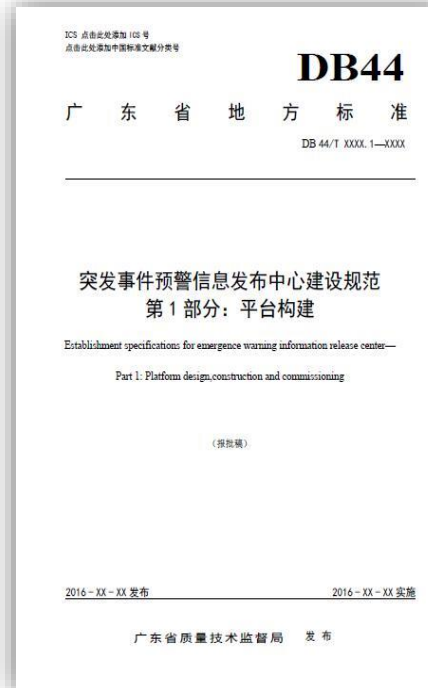 ICS 点击此处添加 ICS 号
点击此处添加中国标准文献分类号
DB44
广东省地方标准
DB 44/T XXXX.1—XXXX
突发事件预警信息发布中心建设规范
第 1 部分：平台构建
Establishment specifications for emergence warning information release center—
Part 1: Platform design,construction and commissioning
（报批稿）
2016-XX-XX 发布 2016-XX-XX 实施
广东省质量技术监督局 发布